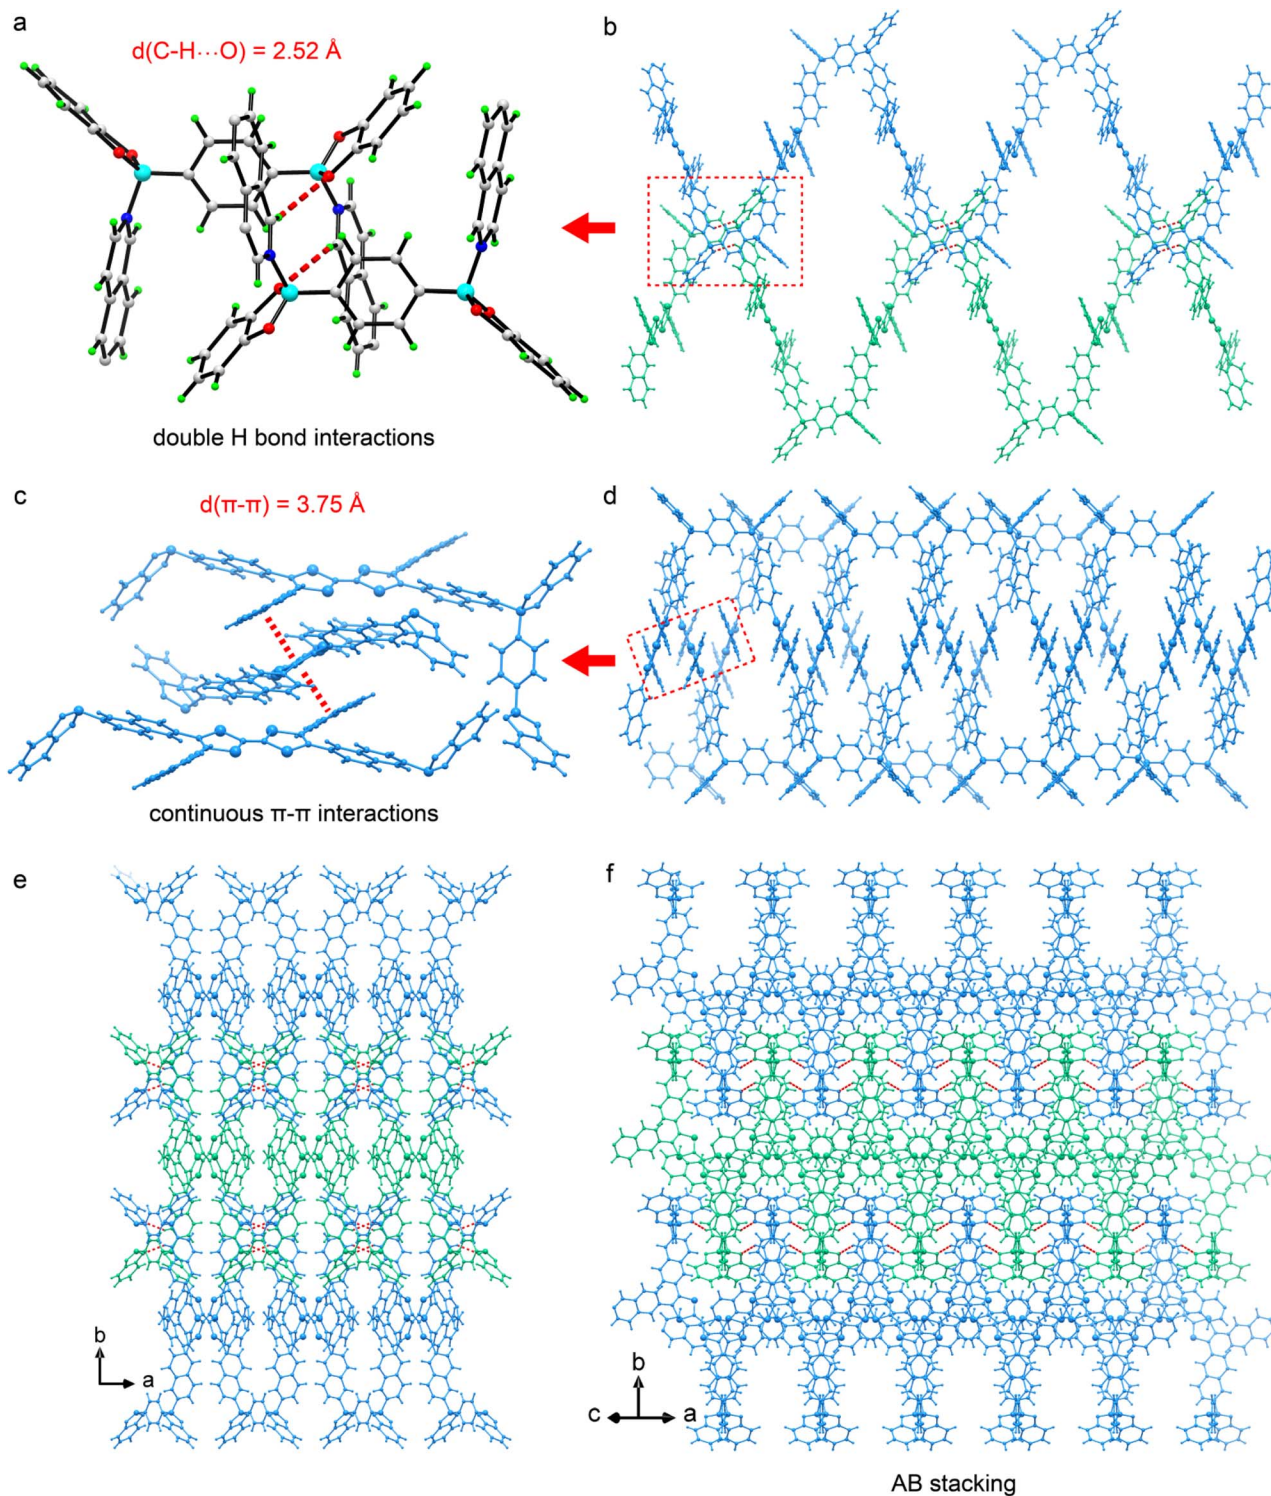 a
d(C-H···O) = 2.52 Å
b
double H bond interactions
c
d(π-π) = 3.75 Å
d
continuous π-π interactions
e
f
b
a
b
c
a
AB stacking